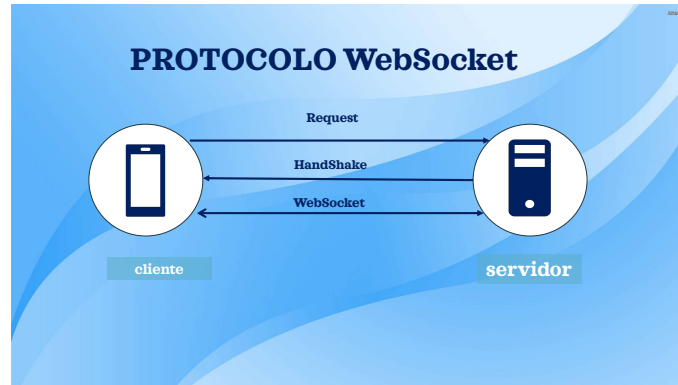 PROTOCOLO WebSocket
Request
HandShake
WebSocket
cliente
servidor